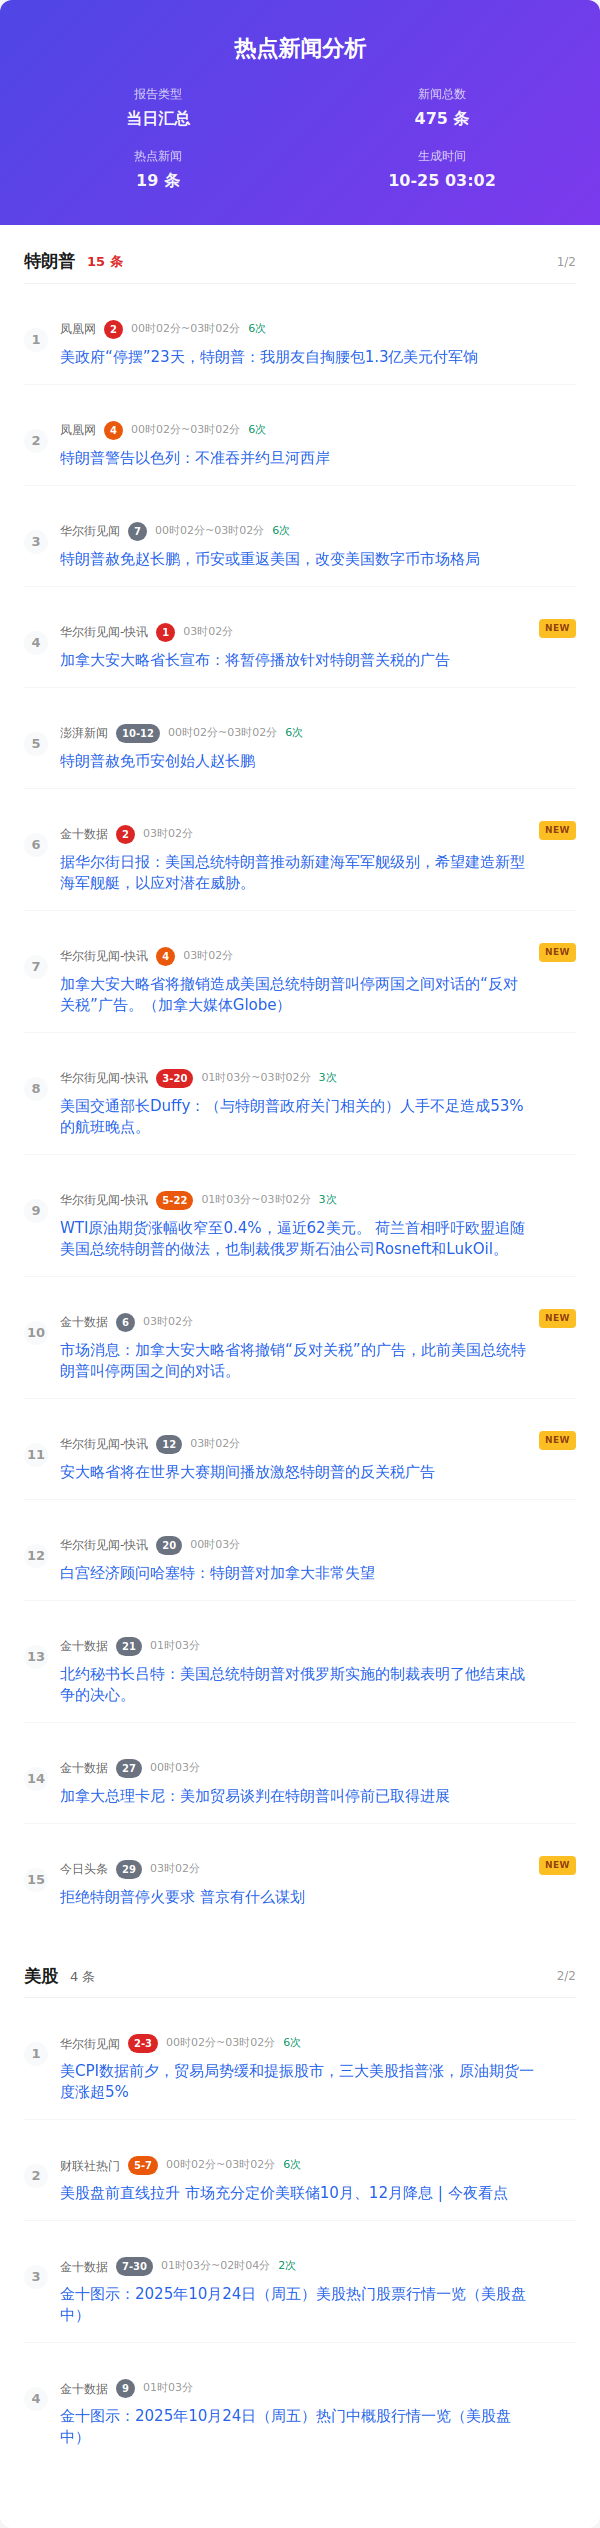 热点新闻分析
报告类型
当日汇总
新闻总数
475 条
热点新闻
19 条
生成时间
10-25 03:02
特朗普 15 条 1/2
1
凤凰网 2 00时02分~03时02分 6次
美政府“停摆”23天，特朗普：我朋友自掏腰包1.3亿美元付军饷
2
凤凰网 4 00时02分~03时02分 6次
特朗普警告以色列：不准吞并约旦河西岸
3
华尔街见闻 7 00时02分~03时02分 6次
特朗普赦免赵长鹏，币安或重返美国，改变美国数字币市场格局
4
华尔街见闻-快讯 1 03时02分 NEW
加拿大安大略省长宣布：将暂停播放针对特朗普关税的广告
5
澎湃新闻 10-12 00时02分~03时02分 6次
特朗普赦免币安创始人赵长鹏
6
金十数据 2 03时02分 NEW
据华尔街日报：美国总统特朗普推动新建海军军舰级别，希望建造新型
海军舰艇，以应对潜在威胁。
7
华尔街见闻-快讯 4 03时02分 NEW
加拿大安大略省将撤销造成美国总统特朗普叫停两国之间对话的“反对
关税”广告。（加拿大媒体Globe）
8
华尔街见闻-快讯 3-20 01时03分~03时02分 3次
美国交通部长Duffy：（与特朗普政府关门相关的）人手不足造成53%
的航班晚点。
9
华尔街见闻-快讯 5-22 01时03分~03时02分 3次
WTI原油期货涨幅收窄至0.4%，逼近62美元。 荷兰首相呼吁欧盟追随
美国总统特朗普的做法，也制裁俄罗斯石油公司Rosneft和LukOil。
10
金十数据 6 03时02分 NEW
市场消息：加拿大安大略省将撤销“反对关税”的广告，此前美国总统特
朗普叫停两国之间的对话。
11
华尔街见闻-快讯 12 03时02分 NEW
安大略省将在世界大赛期间播放激怒特朗普的反关税广告
12
华尔街见闻-快讯 20 00时03分
白宫经济顾问哈塞特：特朗普对加拿大非常失望
13
金十数据 21 01时03分
北约秘书长吕特：美国总统特朗普对俄罗斯实施的制裁表明了他结束战
争的决心。
14
金十数据 27 00时03分
加拿大总理卡尼：美加贸易谈判在特朗普叫停前已取得进展
15
今日头条 29 03时02分 NEW
拒绝特朗普停火要求 普京有什么谋划
美股 4 条 2/2
1
华尔街见闻 2-3 00时02分~03时02分 6次
美CPI数据前夕，贸易局势缓和提振股市，三大美股指普涨，原油期货一
度涨超5%
2
财联社热门 5-7 00时02分~03时02分 6次
美股盘前直线拉升 市场充分定价美联储10月、12月降息 | 今夜看点
3
金十数据 7-30 01时03分~02时04分 2次
金十图示：2025年10月24日（周五）美股热门股票行情一览（美股盘
中）
4
金十数据 9 01时03分
金十图示：2025年10月24日（周五）热门中概股行情一览（美股盘
中）